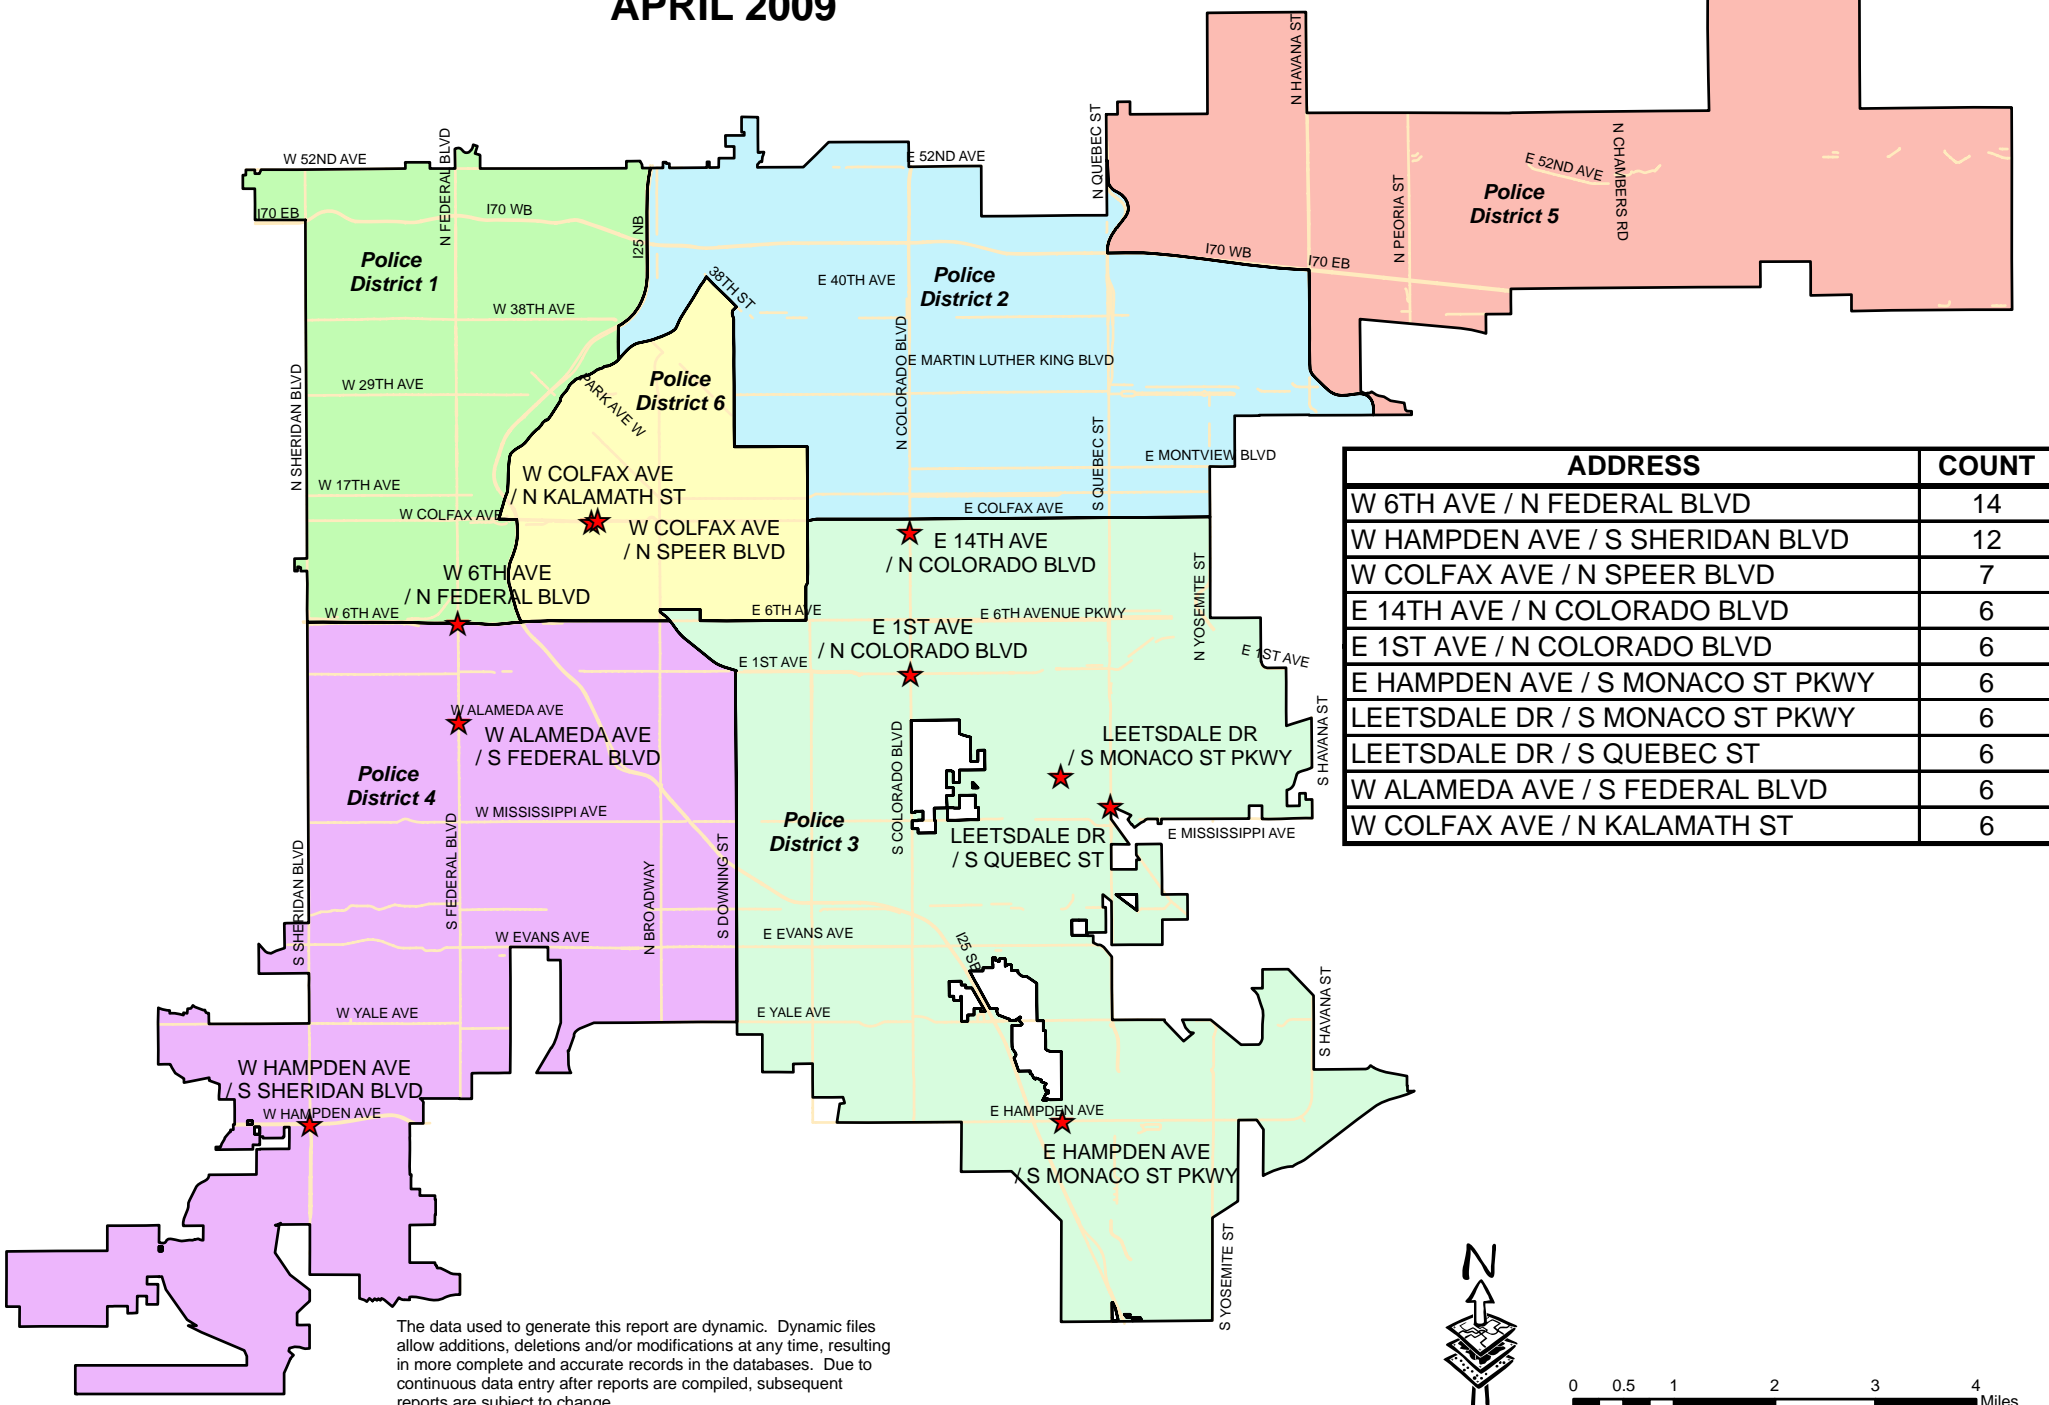 APRIL 2009
W 52ND AVE
N FEDERAL BLVD
I70 EB
I70 WB
I25 NB
Police
District 1
W 38TH AVE
W 29TH AVE
N SHERIDAN BLVD
W 17TH AVE
W COLFAX AVE
E 52ND AVE
N QUEBEC ST
38TH ST
E 40TH AVE
Police
District 2
N COLORADO BLVD
E MARTIN LUTHER KING BLVD
S QUEBEC ST
E MONTVIEW BLVD
E COLFAX AVE
N HAVANA ST
I70 WB
I70 EB
N PEORIA ST
Police
District 5
E 52ND AVE
N CHAMBERS RD
Police
District 6
PARK AVE W
W COLFAX AVE
/ N KALAMATH ST
W COLFAX AVE
/ N SPEER BLVD
W 6TH AVE
/ N FEDERAL BLVD
W 6TH AVE
E 6TH AVE
E 14TH AVE
/ N COLORADO BLVD
N YOSEMITE ST
E 6TH AVENUE PKWY
E 1ST AVE
/ N COLORADO BLVD
E 1ST AVE
E 1ST AVE
S HAVANA ST
W ALAMEDA AVE
W ALAMEDA AVE
/ S FEDERAL BLVD
Police
District 4
W MISSISSIPPI AVE
S FEDERAL BLVD
S SHERIDAN BLVD
N BROADWAY
S DOWNING ST
W EVANS AVE
W YALE AVE
W HAMPDEN AVE
/ S SHERIDAN BLVD
W HAMPDEN AVE
Police
District 3
S COLORADO BLVD
LEETSDALE DR
/ S MONACO ST PKWY
LEETSDALE DR
/ S QUEBEC ST
E MISSISSIPPI AVE
E EVANS AVE
I25 SB
E YALE AVE
S HAVANA ST
E HAMPDEN AVE
E HAMPDEN AVE
/ S MONACO ST PKWY
S YOSEMITE ST
ADDRESS COUNT
W 6TH AVE / N FEDERAL BLVD 14
W HAMPDEN AVE / S SHERIDAN BLVD 12
W COLFAX AVE / N SPEER BLVD 7
E 14TH AVE / N COLORADO BLVD 6
E 1ST AVE / N COLORADO BLVD 6
E HAMPDEN AVE / S MONACO ST PKWY 6
LEETSDALE DR / S MONACO ST PKWY 6
LEETSDALE DR / S QUEBEC ST 6
W ALAMEDA AVE / S FEDERAL BLVD 6
W COLFAX AVE / N KALAMATH ST 6
The data used to generate this report are dynamic. Dynamic files
allow additions, deletions and/or modifications at any time, resulting
in more complete and accurate records in the databases. Due to
continuous data entry after reports are compiled, subsequent
reports are subject to change.
N
0 0.5 1 2 3 4
Miles